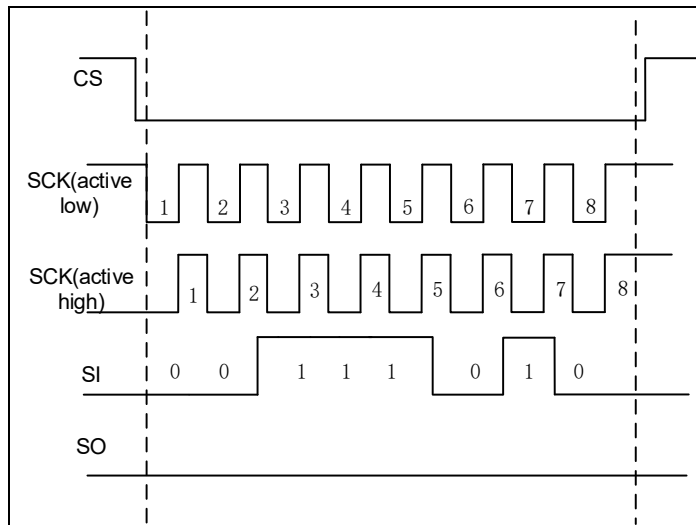 CS
SCK(active
low)
1 2 3 4 5 6 7 8
SCK(active
high)
1 2 3 4 5 6 7 8
SI
0 0 1 1 1 0 1 0
SO